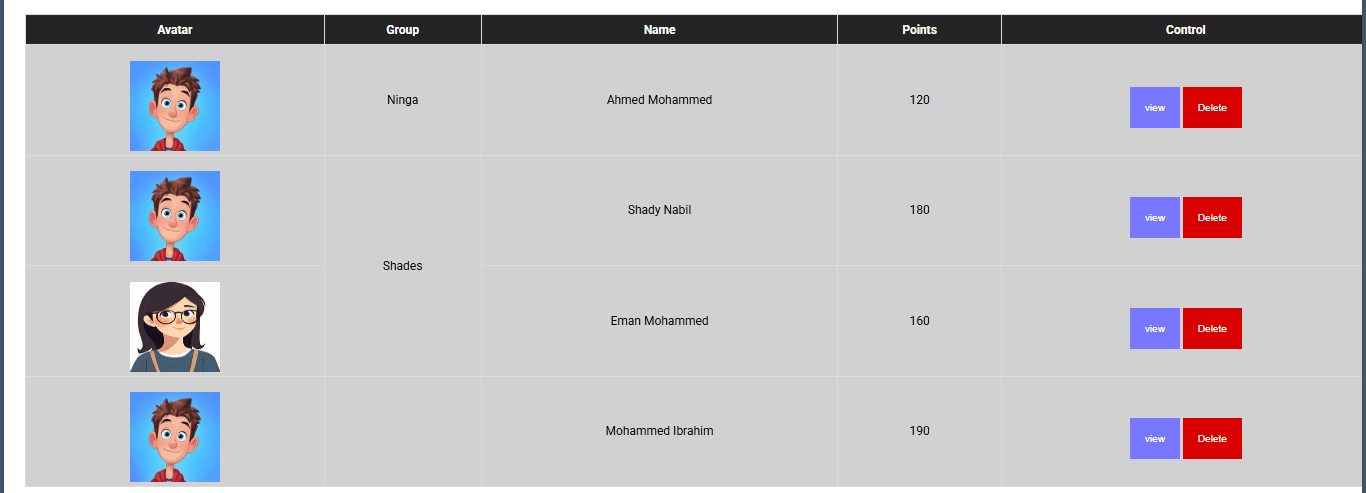 Avatar Group Name Points Control
Ninga Ahmed Mohammed 120 view Delete
Shady Nabil 180 view Delete
Shades
Eman Mohammed 160 view Delete
Mohammed Ibrahim 190 view Delete